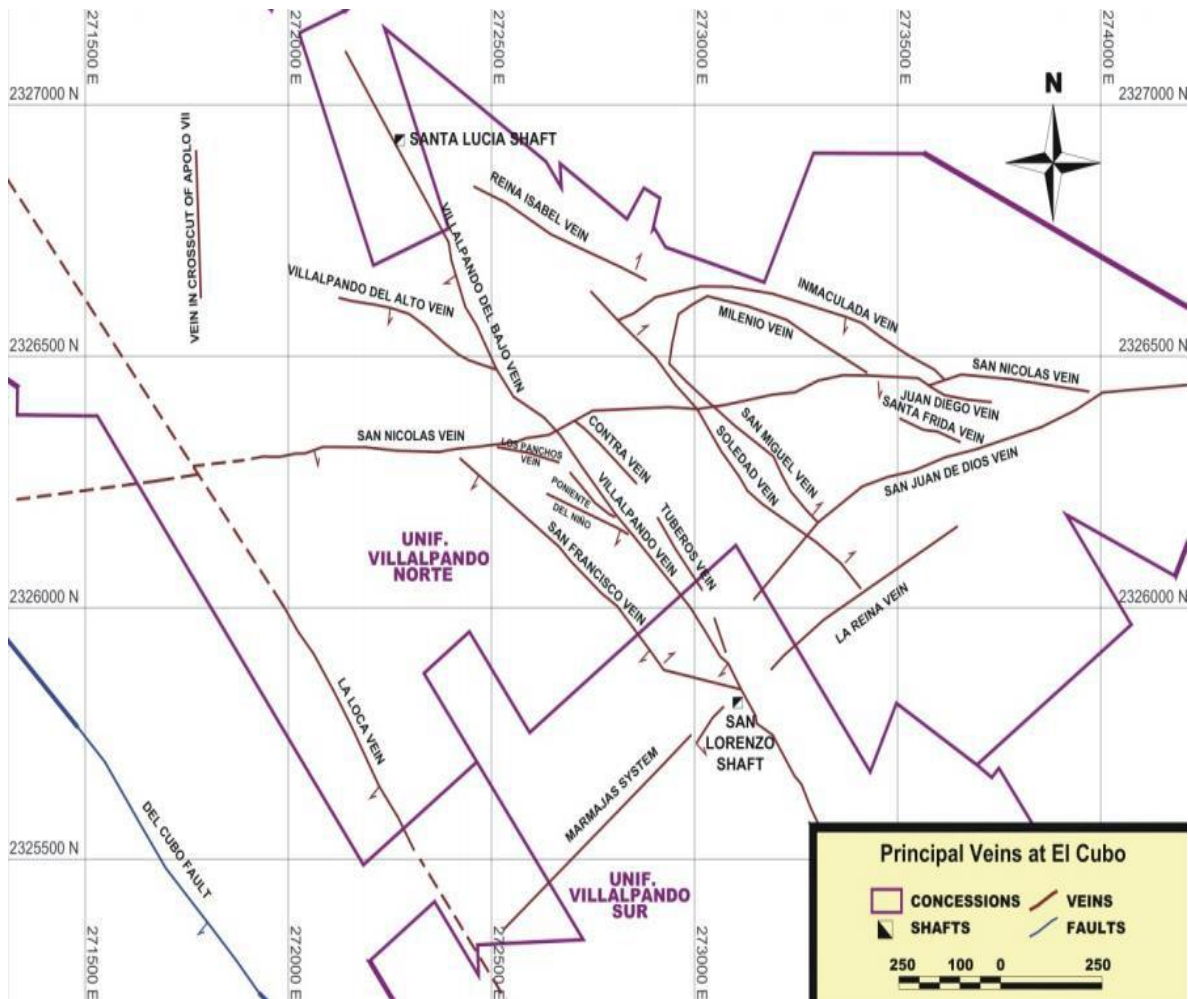 271500 E
272000 E
272500 E
273000 E
273500 E
274000 E
2327000 N
2327000 N
N
SANTA LUCIA SHAFT
VEIN IN CROSSCUT OF APOLO VII
REINA ISABEL VEIN
VILLALPANDO DEL BAJO VEIN
VILLALPANDO DEL ALTO VEIN
INMACULADA VEIN
MILENIO VEIN
2326500 N
2326500 N
SAN NICOLAS VEIN
JUAN DIEGO VEIN
SANTA FRIDA VEIN
SAN NICOLAS VEIN
LOS PANCHOS
VEIN
CONTRA VEIN
SAN MIGUEL VEIN
SOLEDAD VEIN
SAN JUAN DE DIOS VEIN
PONIENTE
DEL NIÑO
VILLALPANDO VEIN
TUBEROS VEIN
SAN FRANCISCO VEIN
UNIF.
VILLALPANDO
NORTE
2326000 N
2326000 N
LA REINA VEIN
LA LOCA VEIN
SAN
LORENZO
SHAFT
MARMAJAS SYSTEM
DEL CUBO FAULT
2325500 N
UNIF.
VILLALPANDO
SUR
Principal Veins at El Cubo
CONCESSIONS
VEINS
SHAFTS
FAULTS
250 100 0 250
271500 E
272000 E
272500 E
273000 E